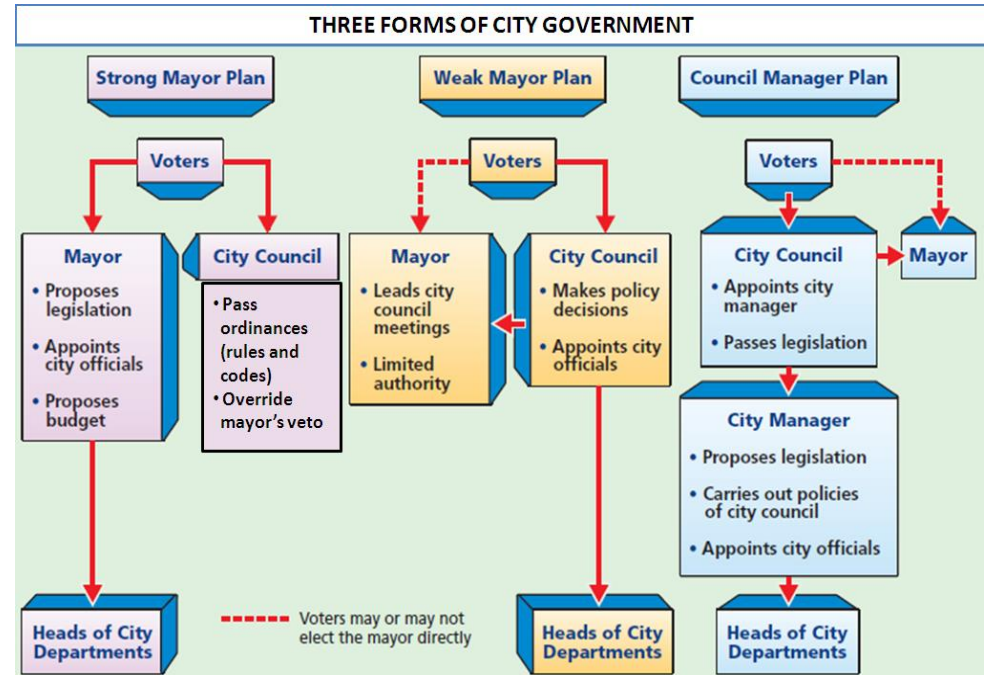 THREE FORMS OF CITY GOVERNMENT
Strong Mayor Plan
Voters
Mayor
• Proposes
legislation
• Appoints
city officials
• Proposes
budget
City Council
• Pass
ordinances
(rules and
codes)
• Override
mayor's veto
Heads of City
Departments
Weak Mayor Plan
Voters
Mayor
• Leads city
council
meetings
• Limited
authority
City Council
• Makes policy
decisions
• Appoints city
officials
Heads of City
Departments
Council Manager Plan
Voters
City Council
• Appoints city
manager
• Passes legislation
Mayor
City Manager
• Proposes legislation
• Carries out policies
of city council
• Appoints city officials
Heads of City
Departments
Voters may or may not
elect the mayor directly